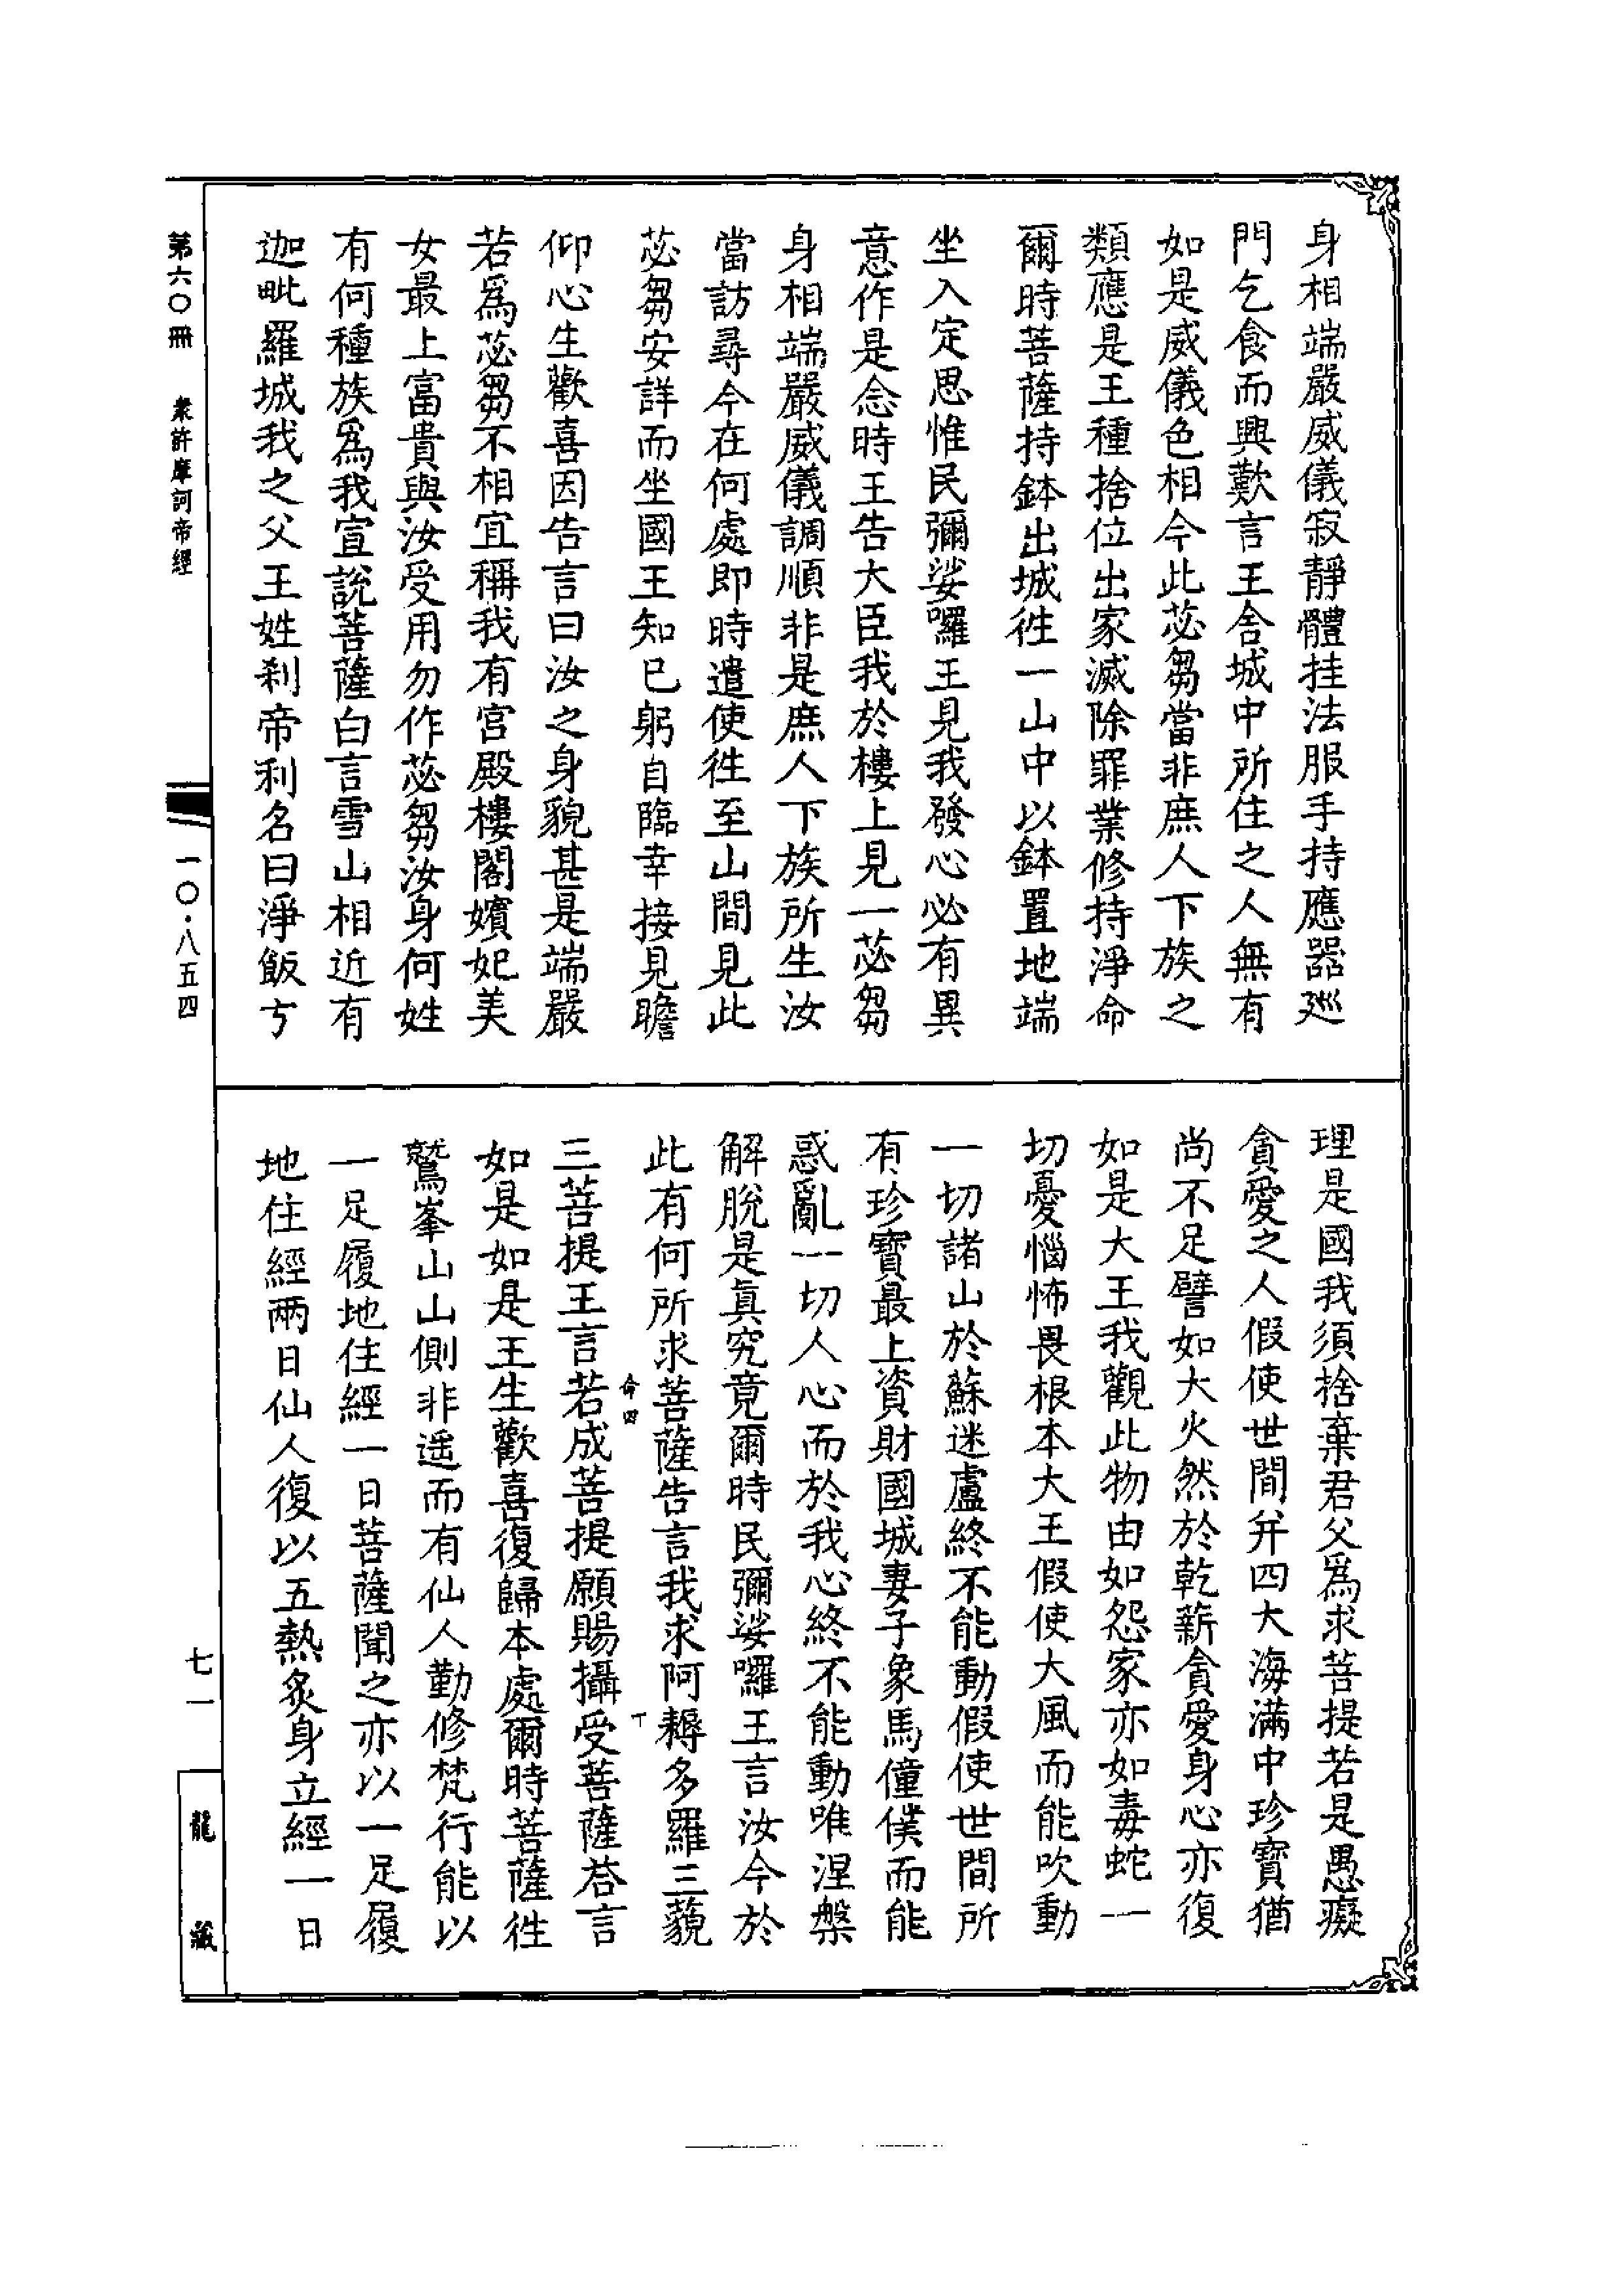 身相端嚴威儀寂靜體挂法服手持應器巡
門乞食而興歎言王舍城中所住之人無有
如是威儀色相今此苾芻當非庶人下族之
類應是王種捨位出家滅除罪業修持淨命
爾時菩薩持鉢出城徃一山中以鉢置地端
坐入定思惟民彌娑囉王見我發心必有異
意作是念時王告大臣我於樓上見一苾芻
身相端嚴威儀調順非是庶人下族所生汝
當訪尋今在何處即時遣使徃至山間見此
苾芻安詳而坐國王知已躬自臨幸接見瞻
仰心生歡喜因告言曰汝之身貌甚是端嚴
若爲苾芻不相宜稱我有宮殿樓閣嬪妃美
女最上富貴與汝受用勿作苾芻汝身何姓
有何種族爲我宣說菩薩白言雪山相近有
迦毗羅城我之父王姓刹帝利名曰淨飯方
理是國我須捨棄君父爲求菩提若是愚癡
貪愛之人假使世間并四大海滿中珍寶猶
尚不足譬如大火然於乾薪貪愛身心亦復
如是大王我觀此物由如怨家亦如毒蛇一
切憂惱怖畏根本大王假使大風而能吹動
一切諸山於蘇迷盧終不能動假使世間所
有珍寶最上資財國城妻子象馬僮僕而能
惑亂一切人心而於我心終不能動唯涅槃
解脫是真究竟爾時民彌娑囉王言汝今於
此有何所求菩薩告言我求阿耨多羅三藐
命四
丁
三菩提王言若成菩提願賜攝受菩薩荅言
如是如是王生歡喜復歸本處爾時菩薩徃
鷲峯山山側非遥而有仙人勤修梵行能以
一足履地住經一日菩薩聞之亦以一足履
地住經兩日仙人復以五熱炙身立經一日
第六〇冊 衆許摩訶帝經
一〇·八五四
七一
龍藏